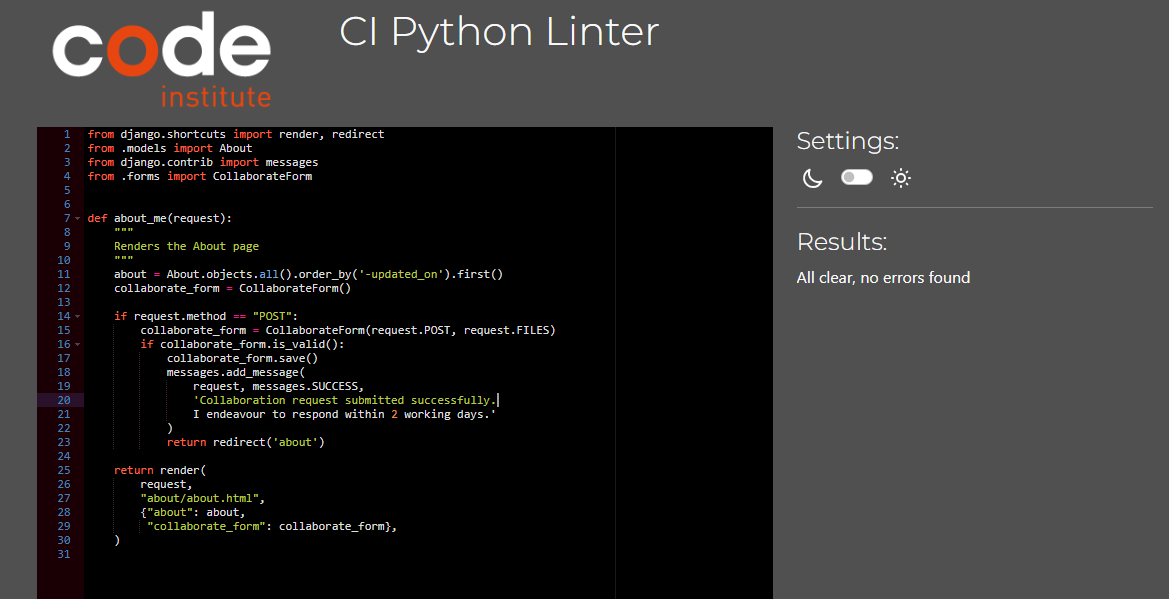 code
institute
CI Python Linter
1 from django.shortcuts import render, redirect
2 from .models import About
3 from django.contrib import messages
4 from .forms import CollaborateForm
5
6
7 def about_me(request):
8     """
9     Renders the About page
10     """
11     about = About.objects.all().order_by('-updated_on').first()
12     collaborate_form = CollaborateForm()
13
14     if request.method == "POST":
15         collaborate_form = CollaborateForm(request.POST, request.FILES)
16         if collaborate_form.is_valid():
17             collaborate_form.save()
18             messages.add_message(
19                 request, messages.SUCCESS,
20                 'Collaboration request submitted successfully.
21                 I endeavour to respond within 2 working days.'
22             )
23             return redirect('about')
24
25     return render(
26         request,
27         "about/about.html",
28         {"about": about,
29          "collaborate_form": collaborate_form},
30     )
31
Settings:
Results:
All clear, no errors found